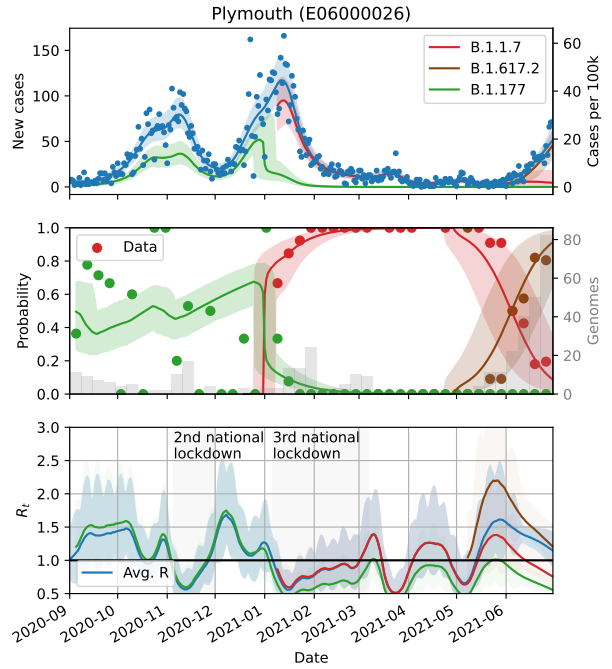 Plymouth (E06000026)
New cases
150
100
50
0
B.1.1.7
B.1.617.2
B.1.177
60
40
20
0
Cases per 100k
Probability
1.0
0.8
0.6
0.4
0.2
0.0
Data
80
60
40
20
0
Genomes
Rt
3.0
2.5
2.0
1.5
1.0
0.5
2nd national
lockdown
3rd national
lockdown
Avg. R
2020-09
2020-10
2020-11
2020-12
2021-01
2021-02
2021-03
2021-04
2021-05
2021-06
Date